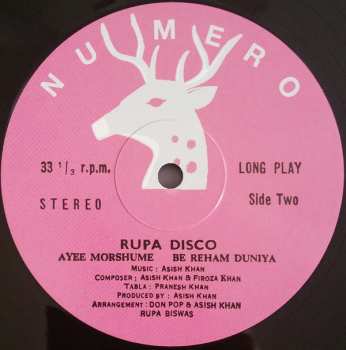 NUMERO
33 1/3 r.p.m.
LONG PLAY
STEREO
Side Two
RUPA DISCO
AYEE MORSHUME BE REHAM DUNIYA
MUSIC: ASISH KHAN
COMPOSER; ASISH KHAN & FIROZA KHAN
TABLA: PRANESH KHAN
PRODUCED BY: ASISH KHAN
ARRANGEMENT: DON POP & ASISH KHAN
RUPA BISWAS